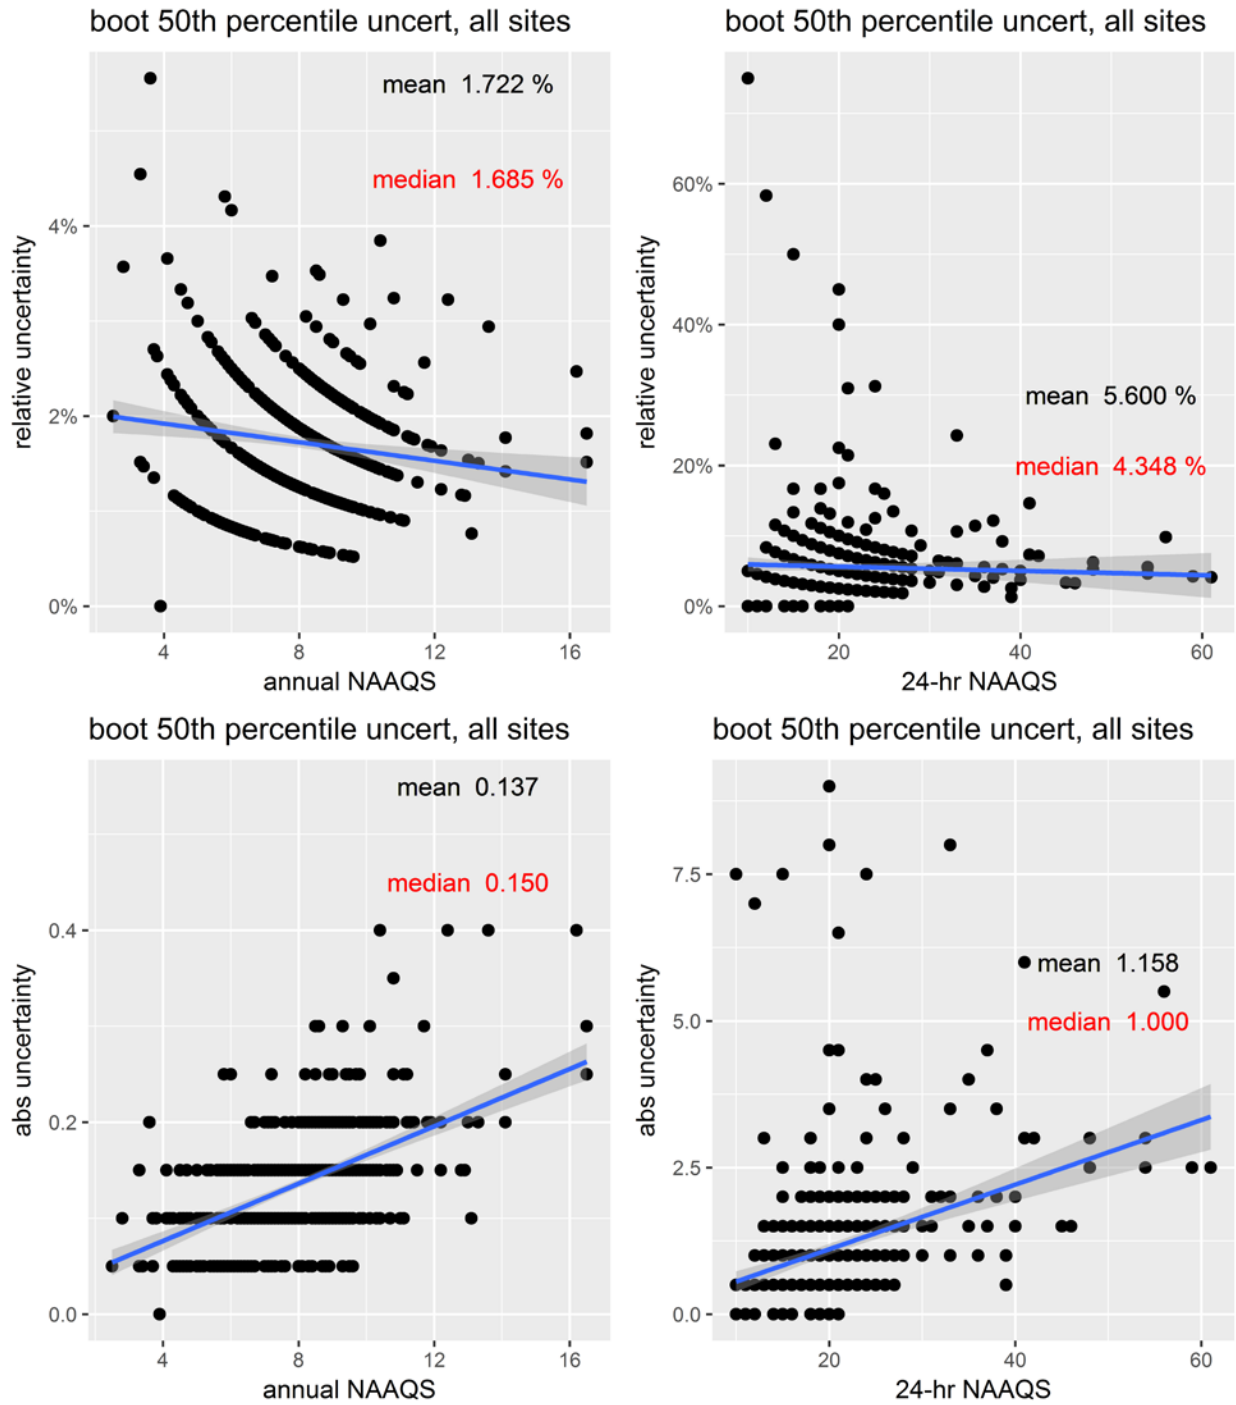 boot 50th percentile uncert, all sites
mean 1.722 %
median 1.685 %
relative uncertainty
4%
2%
0%
4
8
12
16
annual NAAQS
boot 50th percentile uncert, all sites
mean 5.600 %
median 4.348 %
relative uncertainty
60%
40%
20%
0%
20
40
60
24-hr NAAQS
boot 50th percentile uncert, all sites
mean 0.137
median 0.150
abs uncertainty
0.4
0.2
0.0
4
8
12
16
annual NAAQS
boot 50th percentile uncert, all sites
mean 1.158
median 1.000
abs uncertainty
7.5
5.0
2.5
0.0
20
40
60
24-hr NAAQS